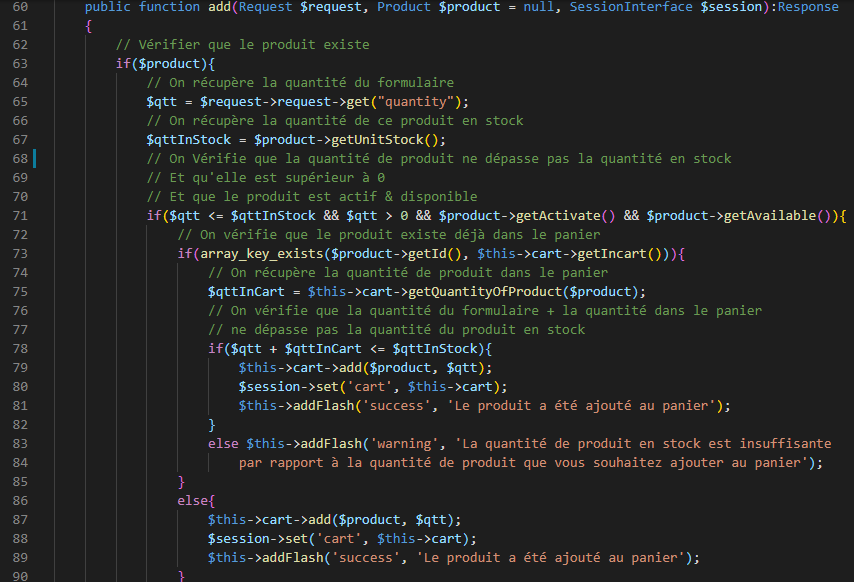 60 public function add(Request $request, Product $product = null, SessionInterface $session):Response
61 {
62 // Vérifier que le produit existe
63 if($product){
64 // On récupère la quantité du formulaire
65 $qtt = $request->request->get("quantity");
66 // On récupère la quantité de ce produit en stock
67 $qttInStock = $product->getUnitStock();
68 // On Vérifie que la quantité de produit ne dépasse pas la quantité en stock
69 // Et qu'elle est supérieur à 0
70 // Et que le produit est actif & disponible
71 if($qtt <= $qttInStock && $qtt > 0 && $product->getActivate() && $product->getAvailable()){
72 // On vérifie que le produit existe déjà dans le panier
73 if(array_key_exists($product->getId(), $this->cart->getIncart())){
74 // On récupère la quantité de produit dans le panier
75 $qttInCart = $this->cart->getQuantityOfProduct($product);
76 // On vérifie que la quantité du formulaire + la quantité dans le panier
77 // ne dépasse pas la quantité du produit en stock
78 if($qtt + $qttInCart <= $qttInStock){
79 $this->cart->add($product, $qtt);
80 $session->set('cart', $this->cart);
81 $this->addFlash('success', 'Le produit a été ajouté au panier');
82 }
83 else $this->addFlash('warning', 'La quantité de produit en stock est insuffisante
84 par rapport à la quantité de produit que vous souhaitez ajouter au panier');
85 }
86 else{
87 $this->cart->add($product, $qtt);
88 $session->set('cart', $this->cart);
89 $this->addFlash('success', 'Le produit a été ajouté au panier');
90 }